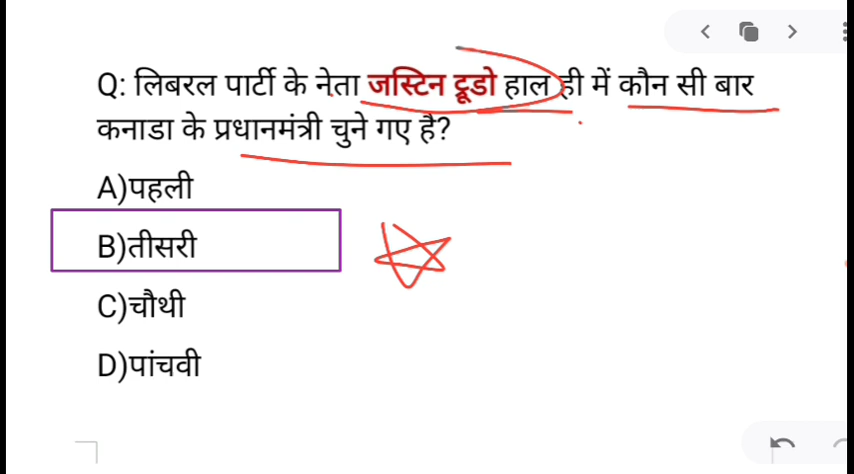 Q: लिबरल पार्टी के नेता जस्टिन ट्रूडो हाल ही में कौन सी बार
कनाडा के प्रधानमंत्री चुने गए है?
A)पहली
B)तीसरी
C)चौथी
D)पांचवी